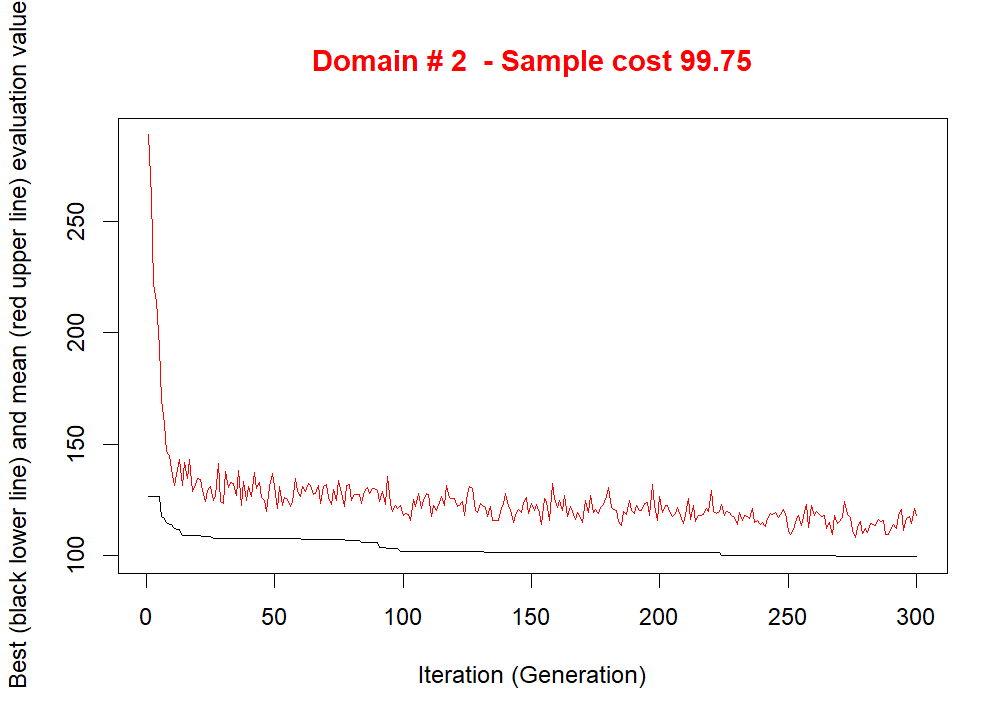 Domain # 2  - Sample cost 99.75
Best (black lower line) and mean (red upper line) evaluation value
250
200
150
100
0 50 100 150 200 250 300
Iteration (Generation)